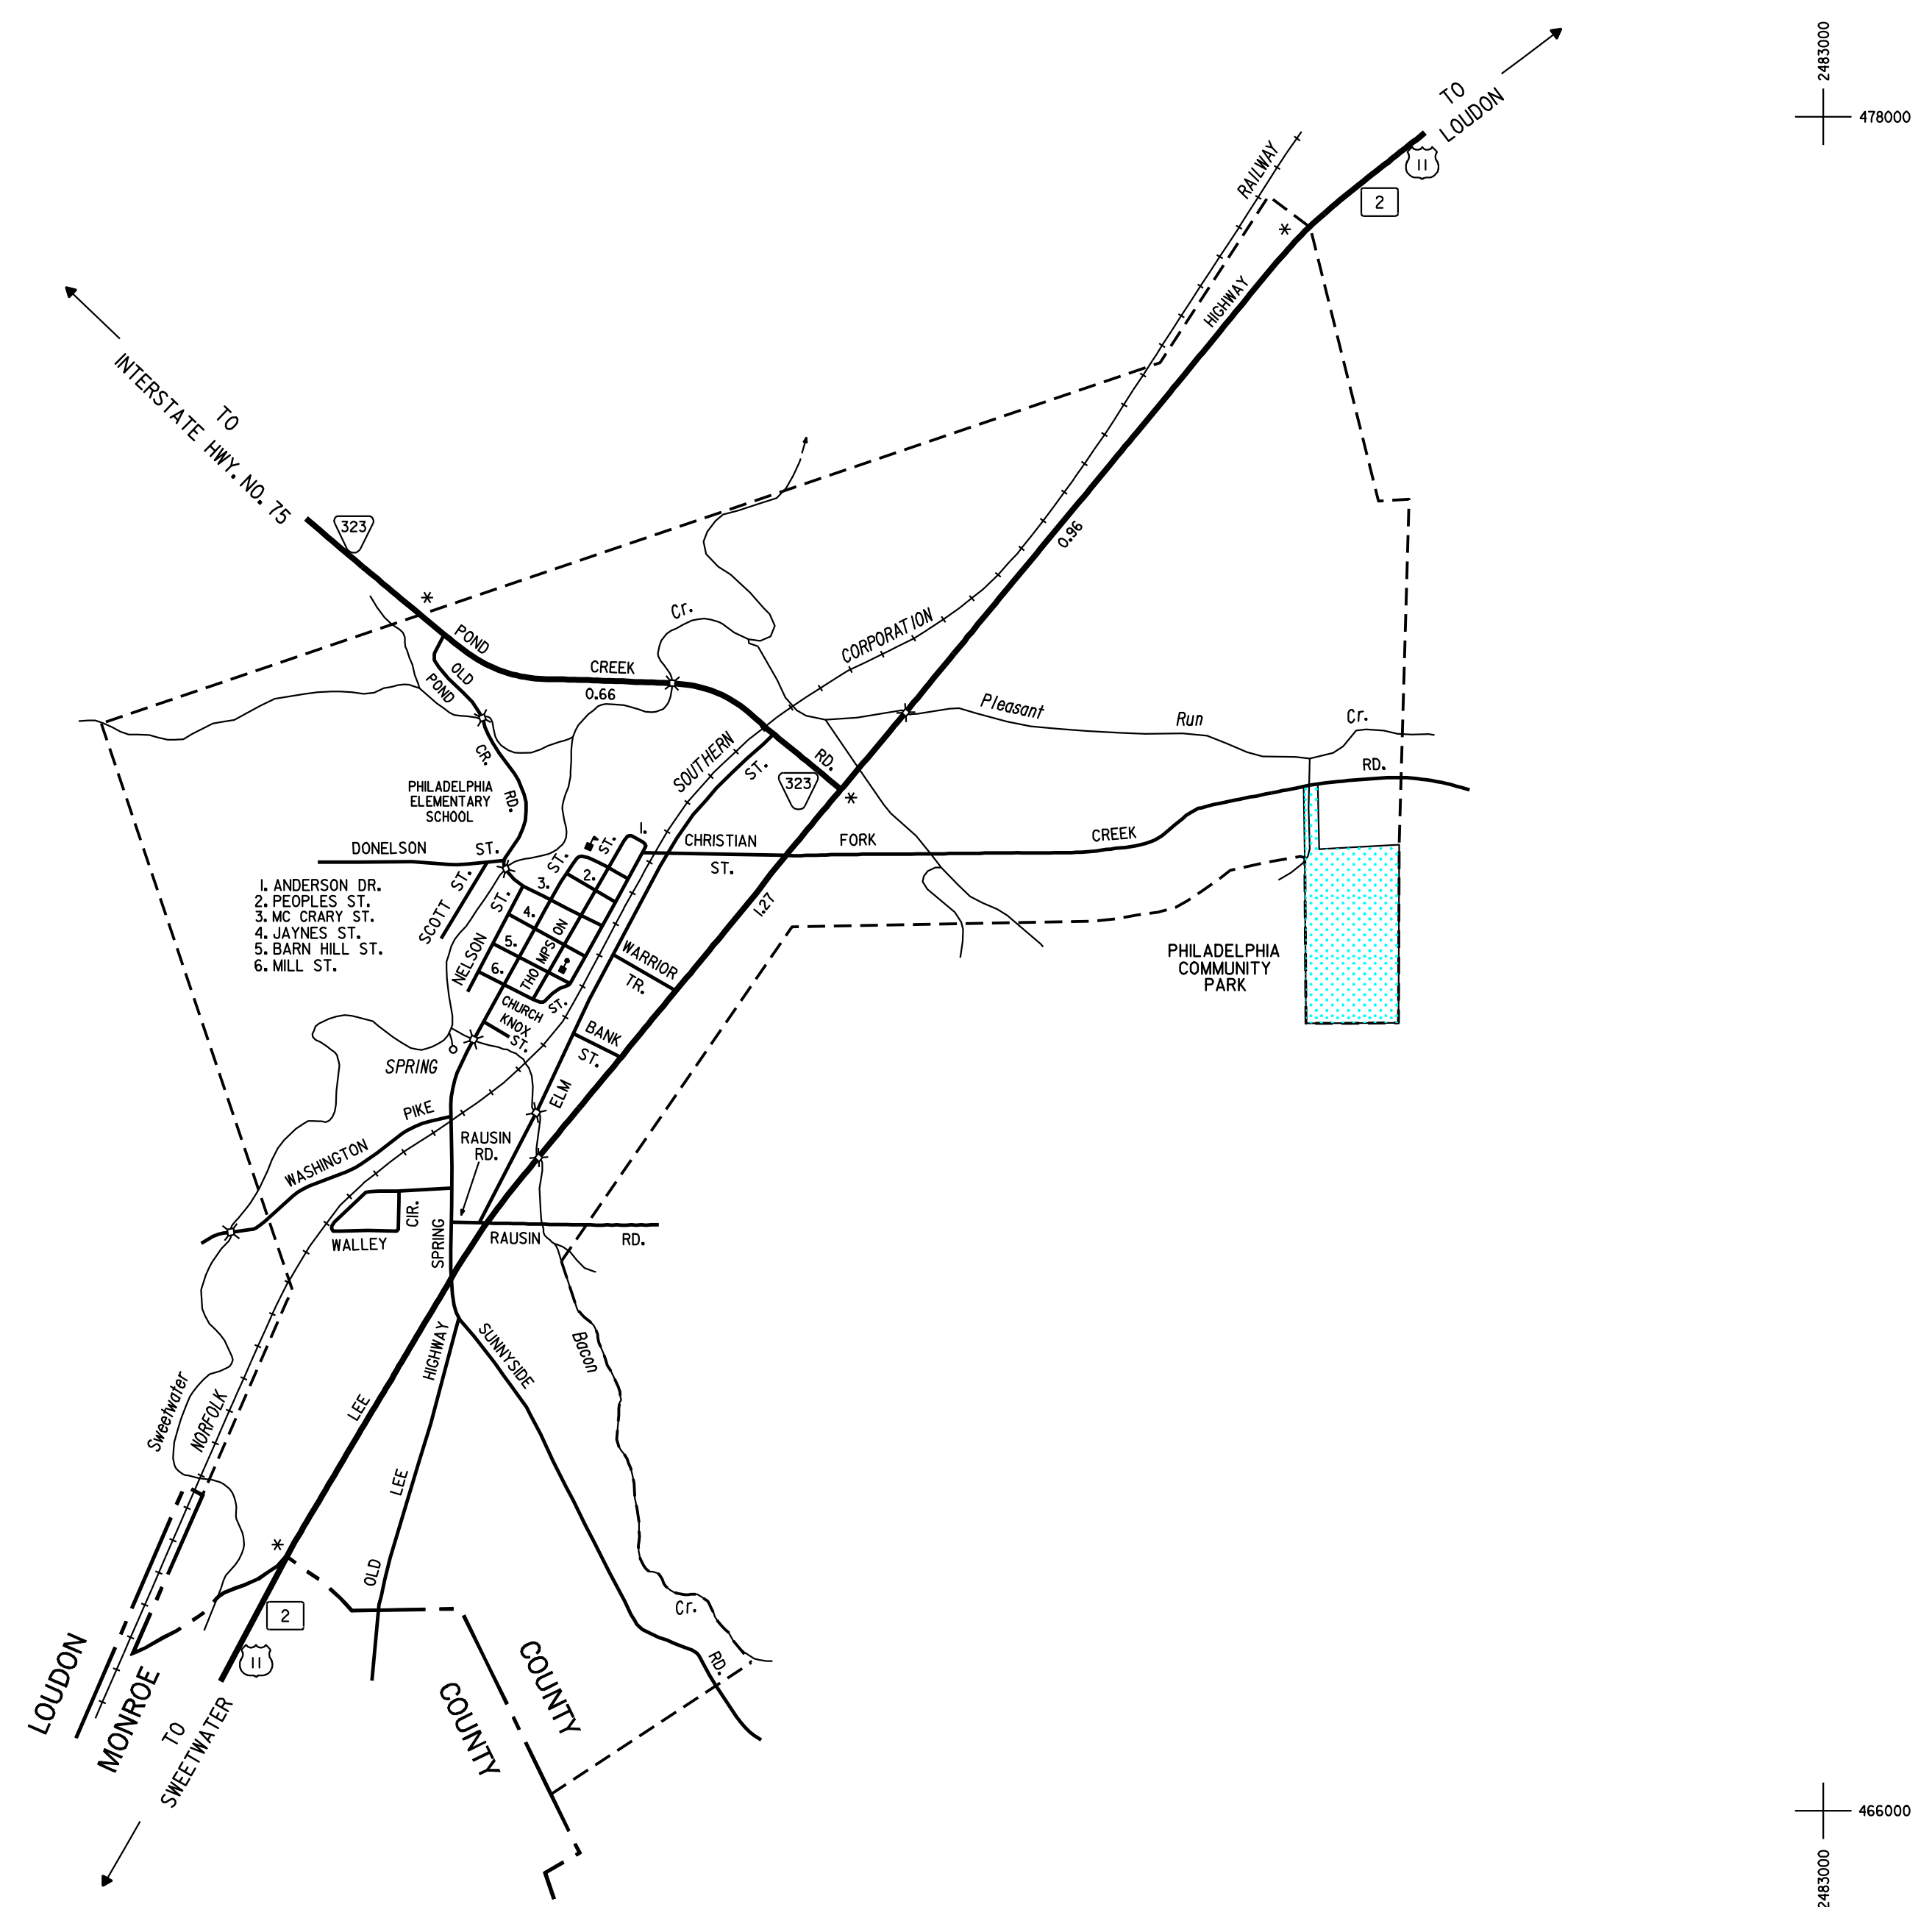 2483000
478000
TO
LOUDON
11
2
RAILWAY
HIGHWAY
TO
INTERSTATE HWY. NO. 75
323
0.96
POND
OLD
POND
CREEK
0.66
Cr.
CORPORATION
Pleasant Run Cr.
SOUTHERN
CR.
RD.
RD.
ST.
323
RD.
PHILADELPHIA
ELEMENTARY
SCHOOL
1.
ST.
CHRISTIAN
ST.
FORK
CREEK
DONELSON ST.
ST.
2.
3.
1. ANDERSON DR.
2. PEOPLES ST.
3. MC CRARY ST.
4. JAYNES ST.
5. BARN HILL ST.
6. MILL ST.
SCOTT ST.
NELSON ST.
4.
5.
6.
THOMPSON
1.27
WARRIOR
TR.
PHILADELPHIA
COMMUNITY
PARK
CHURCH ST.
KNOX
ST.
BANK
ST.
SPRING
ELM
WASHINGTON PIKE
RAUSIN
RD.
WALLEY
CIR.
SPRING
RAUSIN RD.
HIGHWAY
SUNNYSIDE
Bacon
Sweetwater
NORFOLK
LEE
LEE
OLD
Cr.
RD.
2
11
LOUDON
MONROE
COUNTY
COUNTY
TO
SWEETWATER
466000
2483000